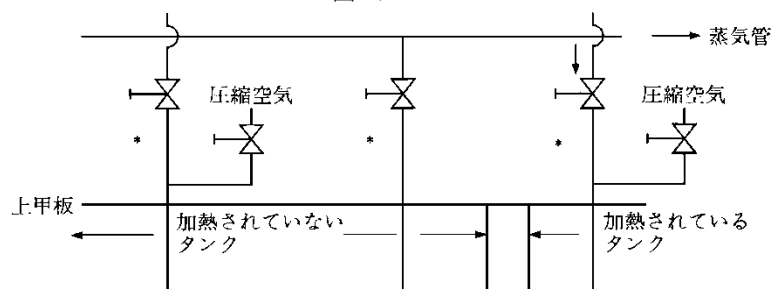 蒸気管
圧縮空気
圧縮空気
*
*
*
上甲板
加熱されていない
タンク
加熱されている
タンク